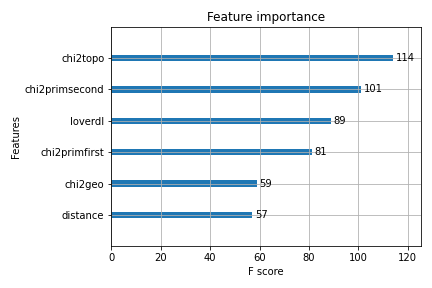 Feature importance
Features
chi2topo 114
chi2primsecond 101
loverdl 89
chi2primfirst 81
chi2geo 59
distance 57
0 20 40 60 80 100 120
F score